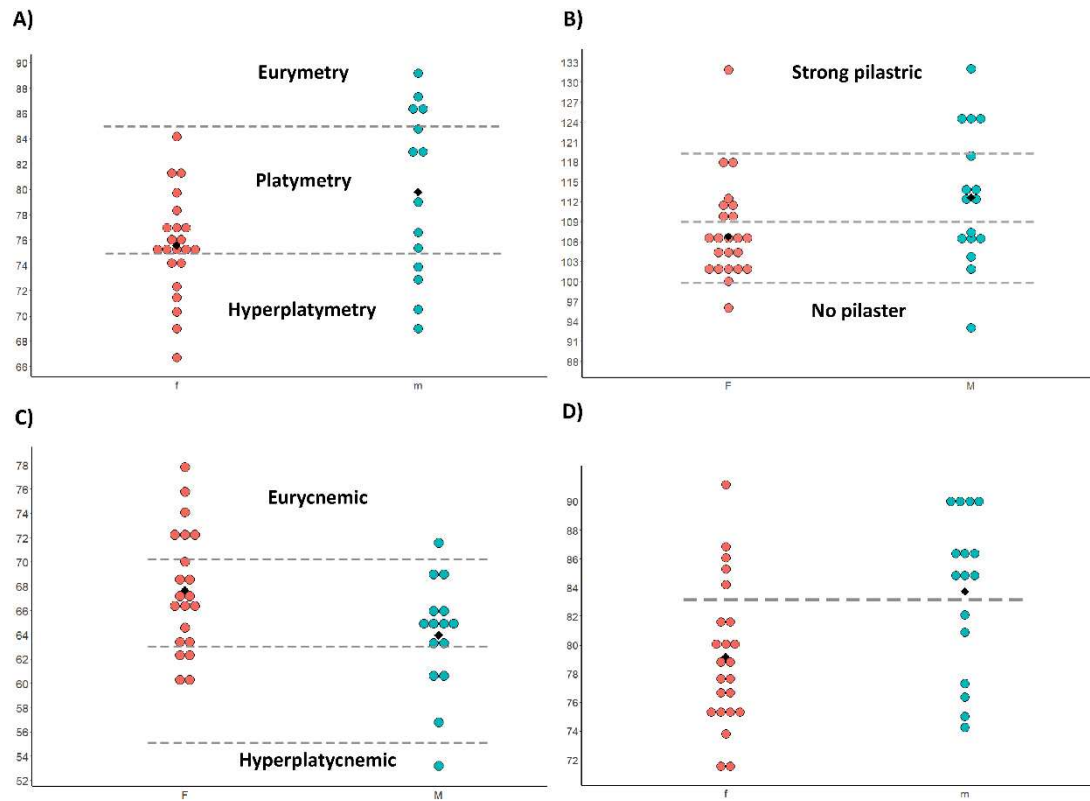 A)
90
88
86
84
82
80
78
76
74
72
70
68
66
Eurymetry
Platymetry
Hyperplatymetry
f
m
B)
133
130
127
124
121
118
115
112
109
106
103
100
97
94
91
88
Strong pilastric
No pilaster
F
M
C)
78
76
74
72
70
68
66
64
62
60
58
56
54
52
Eurycnemic
Hyperplatycnemic
F
M
D)
90
88
86
84
82
80
78
76
74
72
f
m